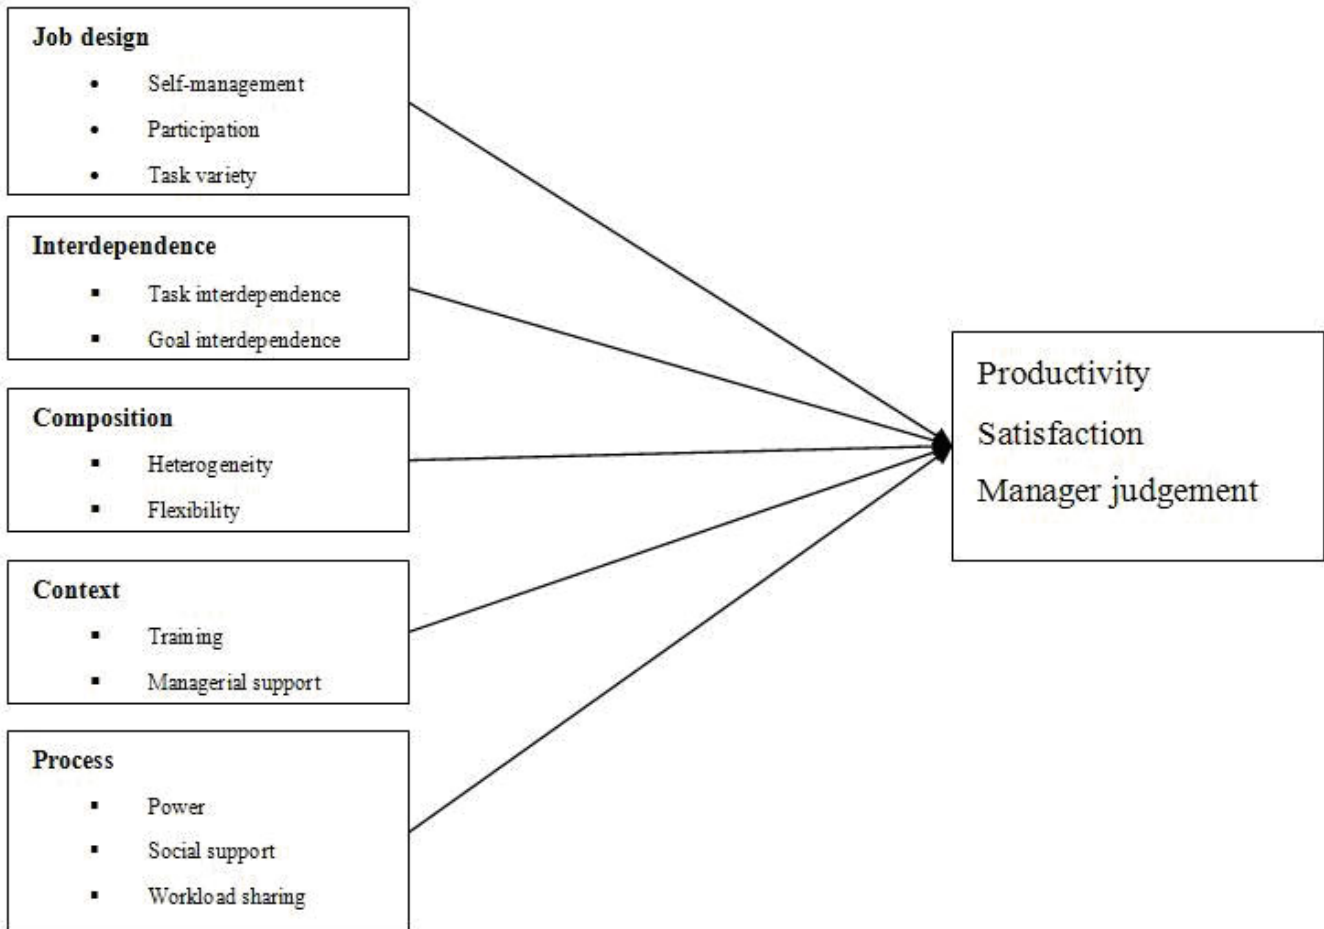 Job design
• Self-management
• Participation
• Task variety
Interdependence
▪ Task interdependence
▪ Goal interdependence
Composition
▪ Heterogeneity
▪ Flexibility
Context
▪ Training
▪ Managerial support
Process
▪ Power
▪ Social support
▪ Workload sharing
Productivity
Satisfaction
Manager judgement